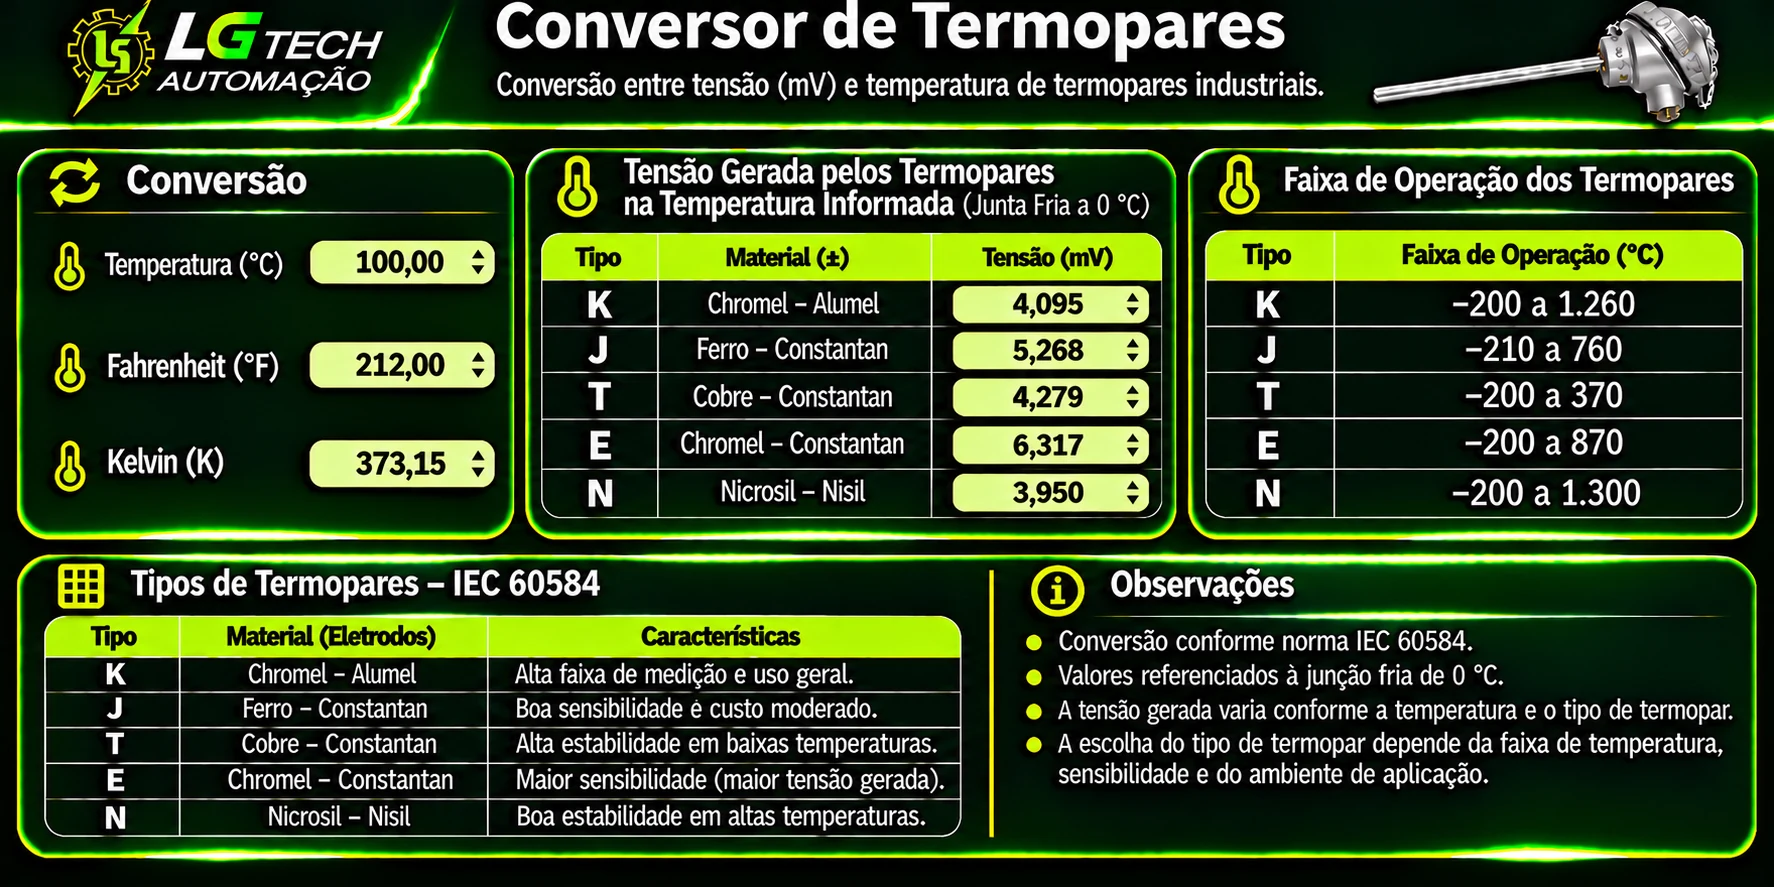 LG TECH
AUTOMAÇÃO
Conversor de Termopares
Conversão entre tensão (mV) e temperatura de termopares industriais.
Conversão
Temperatura (°C) 100,00
Fahrenheit (°F) 212,00
Kelvin (K) 373,15
Tensão Gerada pelos Termopares
na Temperatura Informada (Junta Fria a 0 °C)
Tipo Material (±) Tensão (mV)
K Chromel – Alumel 4,095
J Ferro – Constantan 5,268
T Cobre – Constantan 4,279
E Chromel – Constantan 6,317
N Nicrosil – Nisil 3,950
Faixa de Operação dos Termopares
Tipo Faixa de Operação (°C)
K –200 a 1.260
J –210 a 760
T –200 a 370
E –200 a 870
N –200 a 1.300
Tipos de Termopares – IEC 60584
Tipo Material (Eletrodos) Características
K Chromel – Alumel Alta faixa de medição e uso geral.
J Ferro – Constantan Boa sensibilidade e custo moderado.
T Cobre – Constantan Alta estabilidade em baixas temperaturas.
E Chromel – Constantan Maior sensibilidade (maior tensão gerada).
N Nicrosil – Nisil Boa estabilidade em altas temperaturas.
Observações
Conversão conforme norma IEC 60584.
Valores referenciados à junção fria de 0 °C.
A tensão gerada varia conforme a temperatura e o tipo de termopar.
A escolha do tipo de termopar depende da faixa de temperatura,
sensibilidade e do ambiente de aplicação.